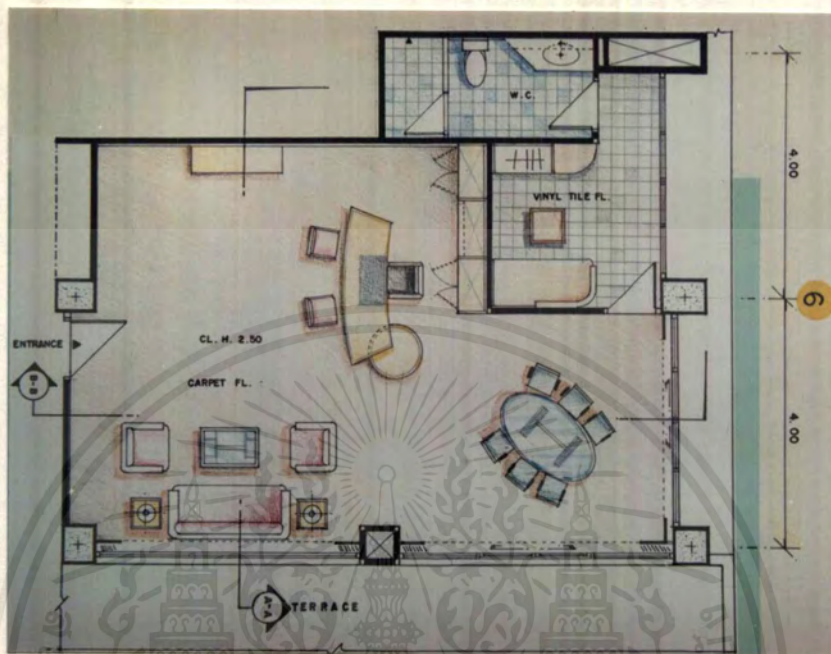 W.C.
4.00
VINYL TILE FL.
6
ENTRANCE
CL. H. 2.50
B-B
CARPET FL.
4.00
A-A
TERRACE